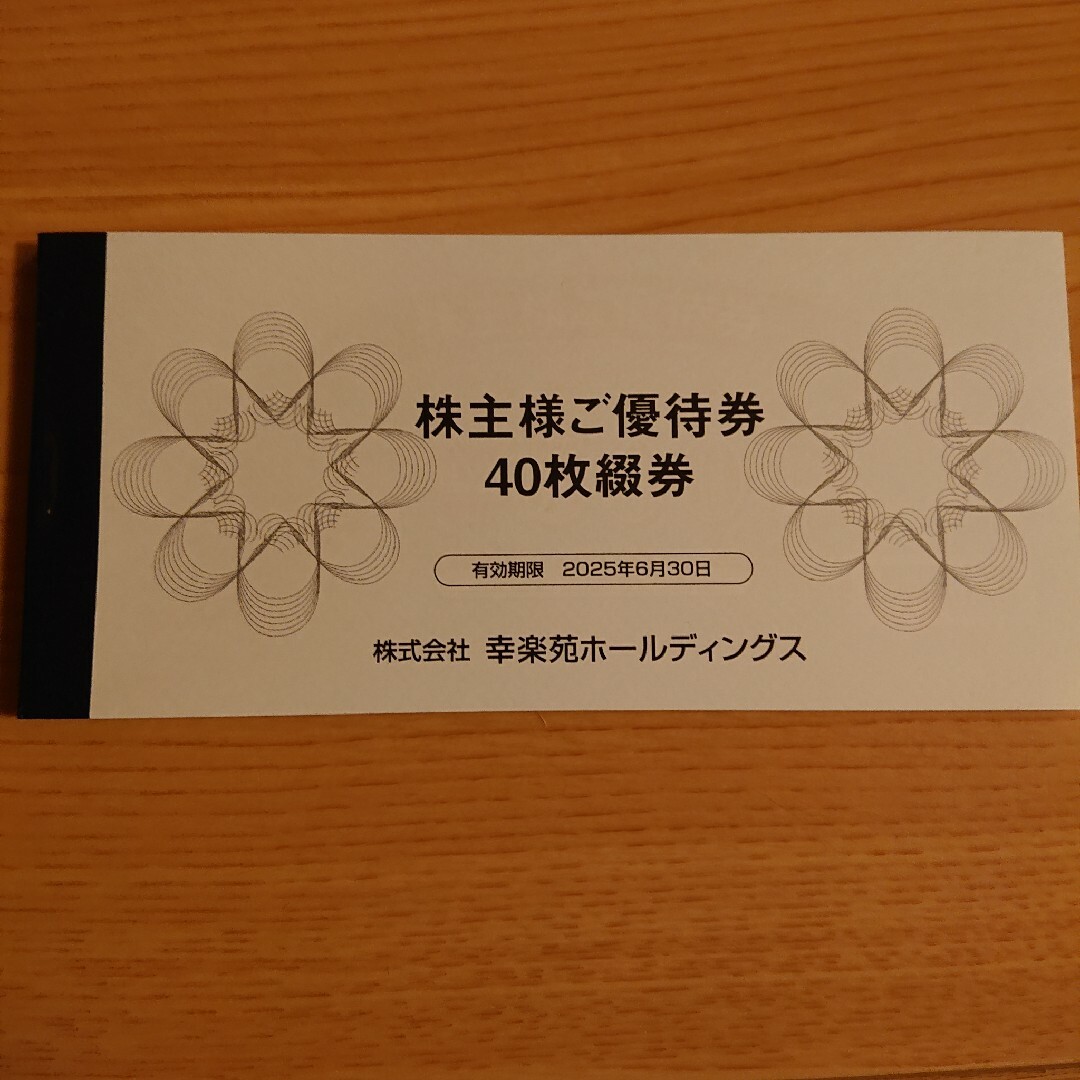 株主様ご優待券
40枚綴券
有効期限 2025年6月30日
株式会社 幸楽苑ホールディングス